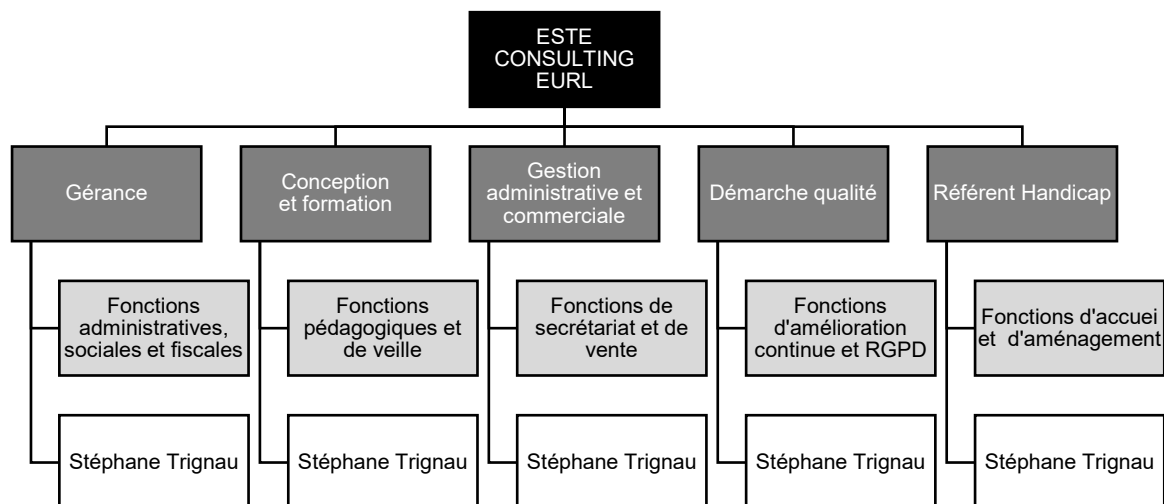 ESTE
CONSULTING
EURL
Gérance
Conception
et formation
Gestion
administrative et
commerciale
Démarche qualité
Référent Handicap
Fonctions
administratives,
sociales et fiscales
Fonctions
pédagogiques et
de veille
Fonctions de
secrétariat et de
vente
Fonctions
d'amélioration
continue et RGPD
Fonctions d'accuei
et d'aménagement
Stéphane Trignau
Stéphane Trignau
Stéphane Trignau
Stéphane Trignau
Stéphane Trignau